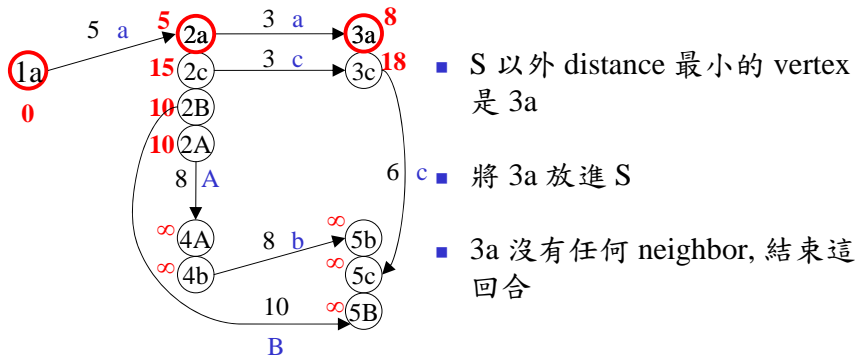 5 a
5
2a
3 a
8
3a
1a
0
15
2c
3 c
18
3c
10
2B
10
2A
8 A
6 c
∞
4A
8 b
∞
5b
∞
4b
∞
5c
10
∞
5B
B
▪ S 以外 distance 最小的 vertex
是 3a
▪ 將 3a 放進 S
▪ 3a 沒有任何 neighbor, 結束這
回合